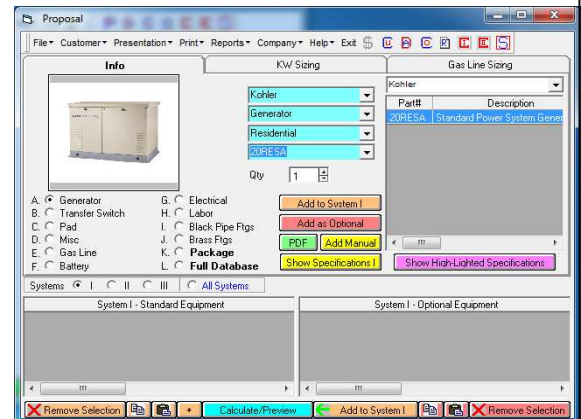 Proposal
File Customer Presentation Print Reports Company Help Exit
Info KW Sizing Gas Line Sizing
Kohler
Generator
Residential
20RESA
Qty 1
Kohler
Part# Description
20RESA Standard Power System Gener
A. Generator
B. Transfer Switch
C. Pad
D. Misc
E. Gas Line
F. Battery
G. Electrical
H. Labor
I. Black Pipe Ftgs
J. Brass Ftgs
K. Package
L. Full Database
Add to System I
Add as Optional
PDF Add Manual
Show Specifications I
Show High-Lighted Specifications
Systems I II III All Systems
System I - Standard Equipment System I - Optional Equipment
Remove Selection + Calculate/Preview Add to System I Remove Selection